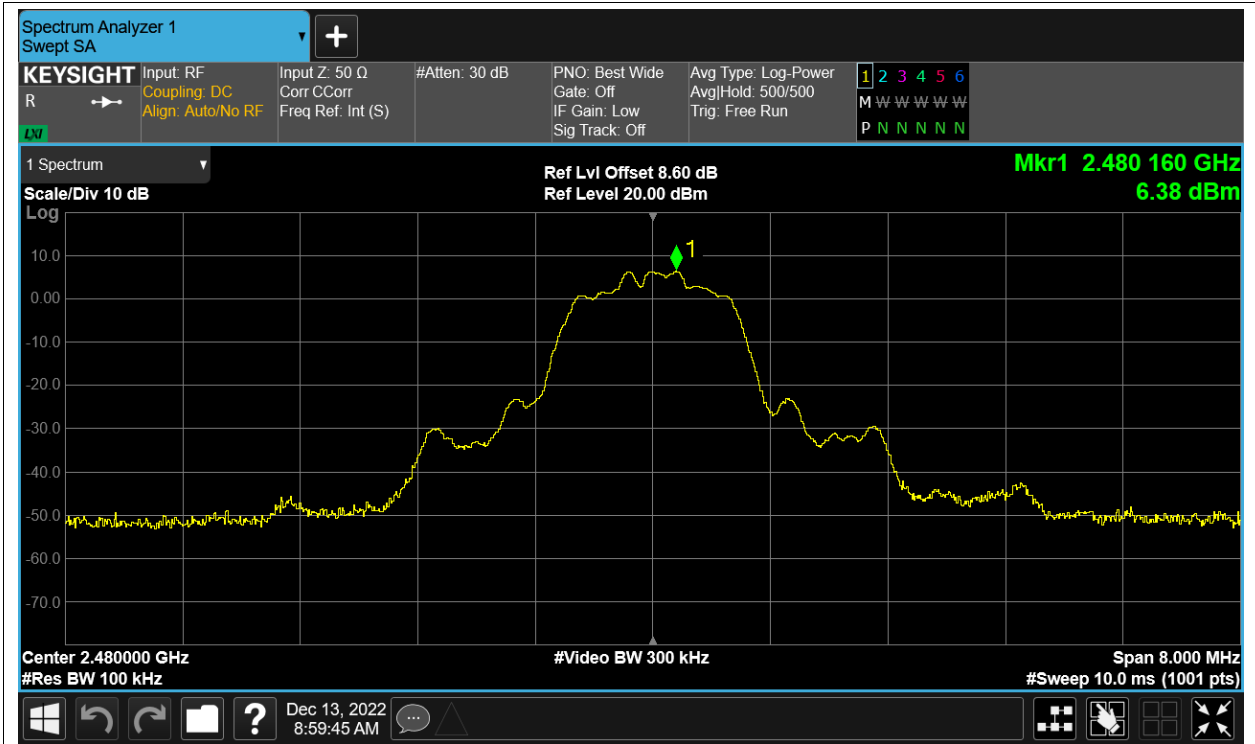 Spectrum Analyzer 1
Swept SA
KEYSIGHT
R
LXI
Input: RF
Coupling: DC
Align: Auto/No RF
Input Z: 50 Ω
Corr CCorr
Freq Ref: Int (S)
#Atten: 30 dB
PNO: Best Wide
Gate: Off
IF Gain: Low
Sig Track: Off
Avg Type: Log-Power
Avg|Hold: 500/500
Trig: Free Run
1 2 3 4 5 6
M W W W W W
P N N N N N
1 Spectrum
Scale/Div 10 dB
Log
Ref Lvl Offset 8.60 dB
Ref Level 20.00 dBm
Mkr1 2.480 160 GHz
6.38 dBm
1
10.0
0.00
-10.0
-20.0
-30.0
-40.0
-50.0
-60.0
-70.0
Center 2.480000 GHz
#Res BW 100 kHz
#Video BW 300 kHz
Span 8.000 MHz
#Sweep 10.0 ms (1001 pts)
?
Dec 13, 2022
8:59:45 AM